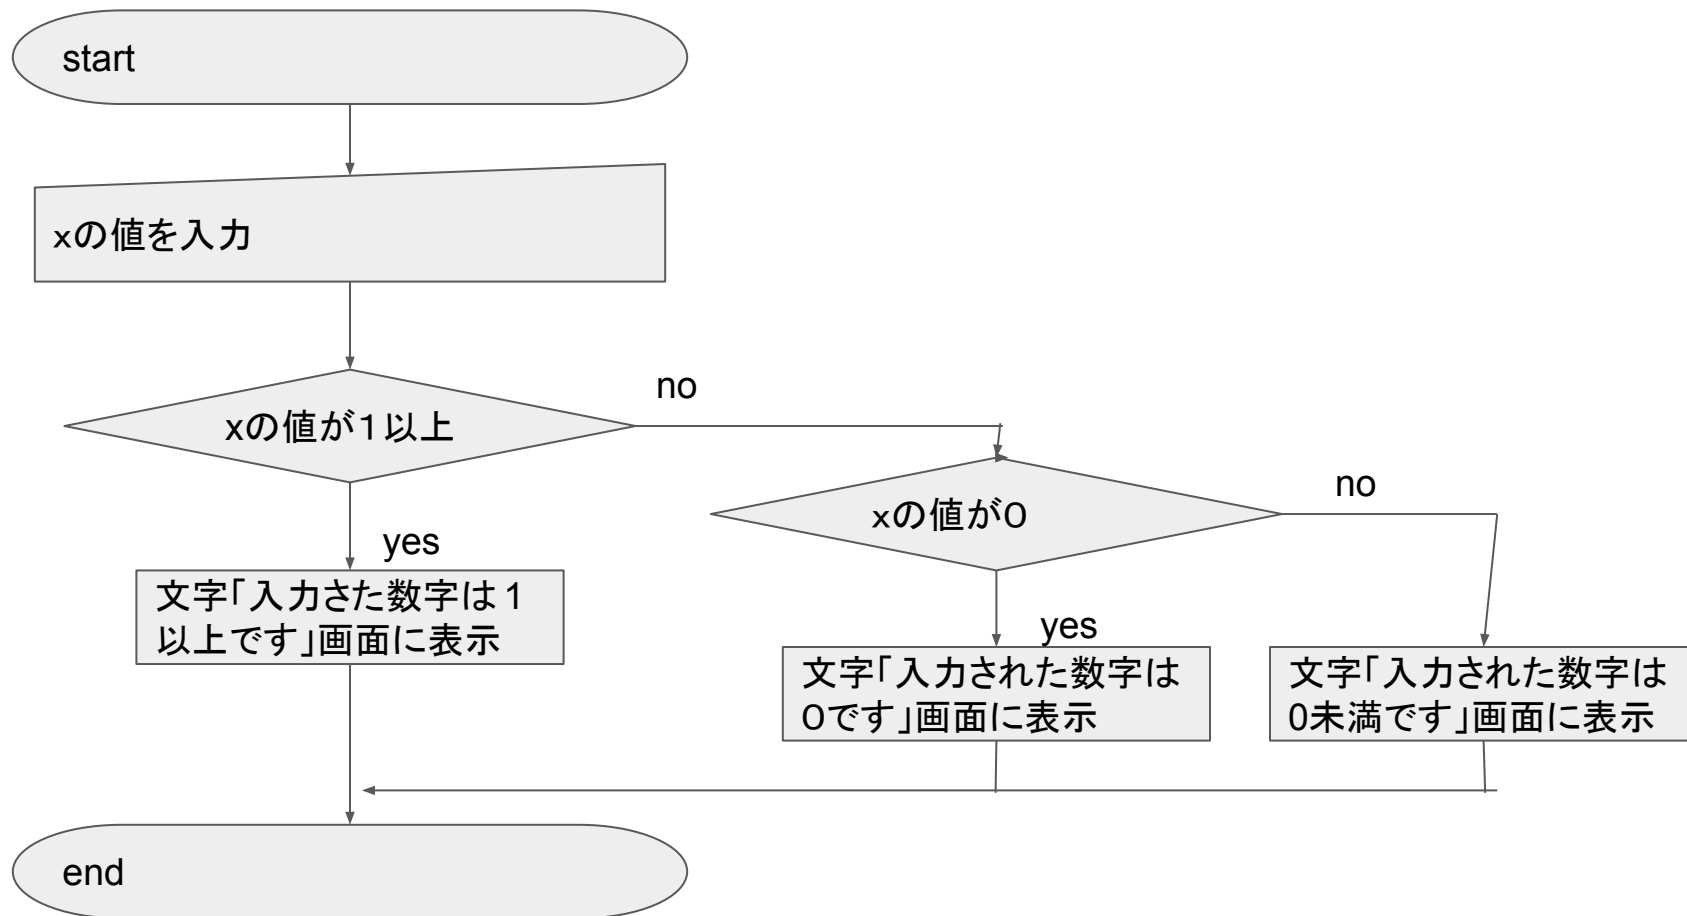 start
xの値を入力
no
xの値が１以上
no
xの値が０
yes
文字「入力さた数字は１
以上です」画面に表示
yes
文字「入力された数字は
０です」画面に表示
文字「入力された数字は
0未満です」画面に表示
end